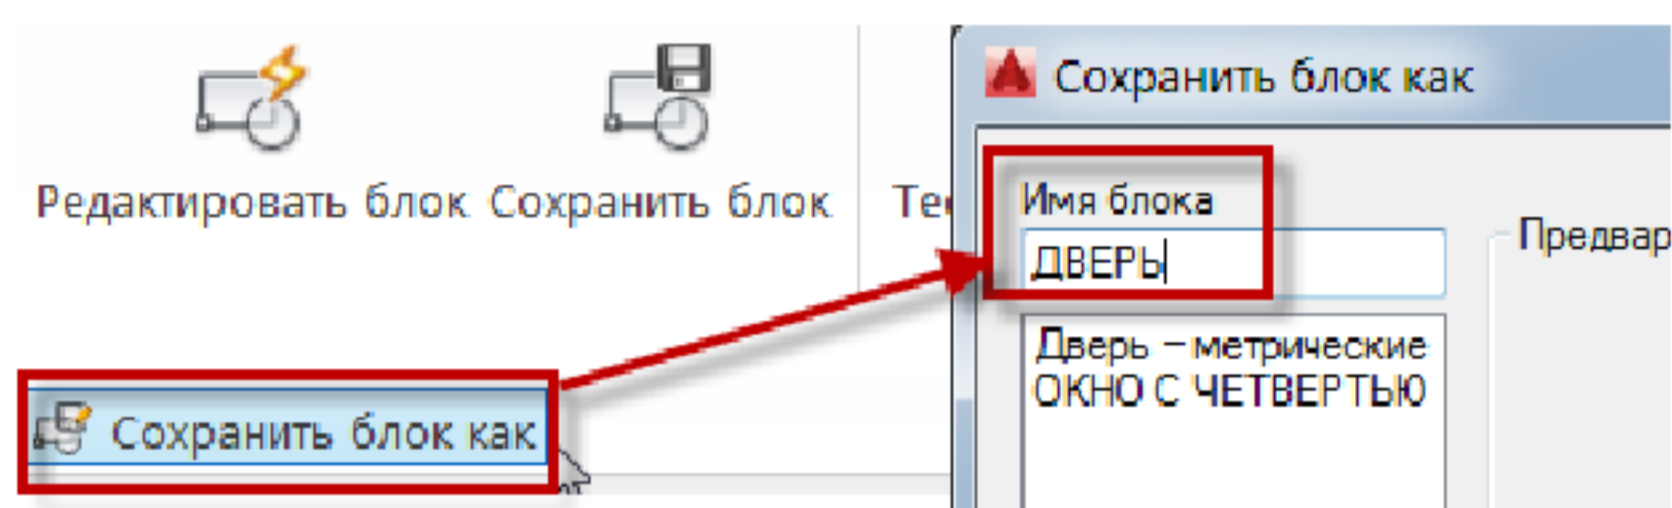 Редактировать блок
Сохранить блок
Сохранить блок как
Сохранить блок как
Имя блока
ДВЕРЬ
Дверь – метрические
ОКНО С ЧЕТВЕРТЬЮ